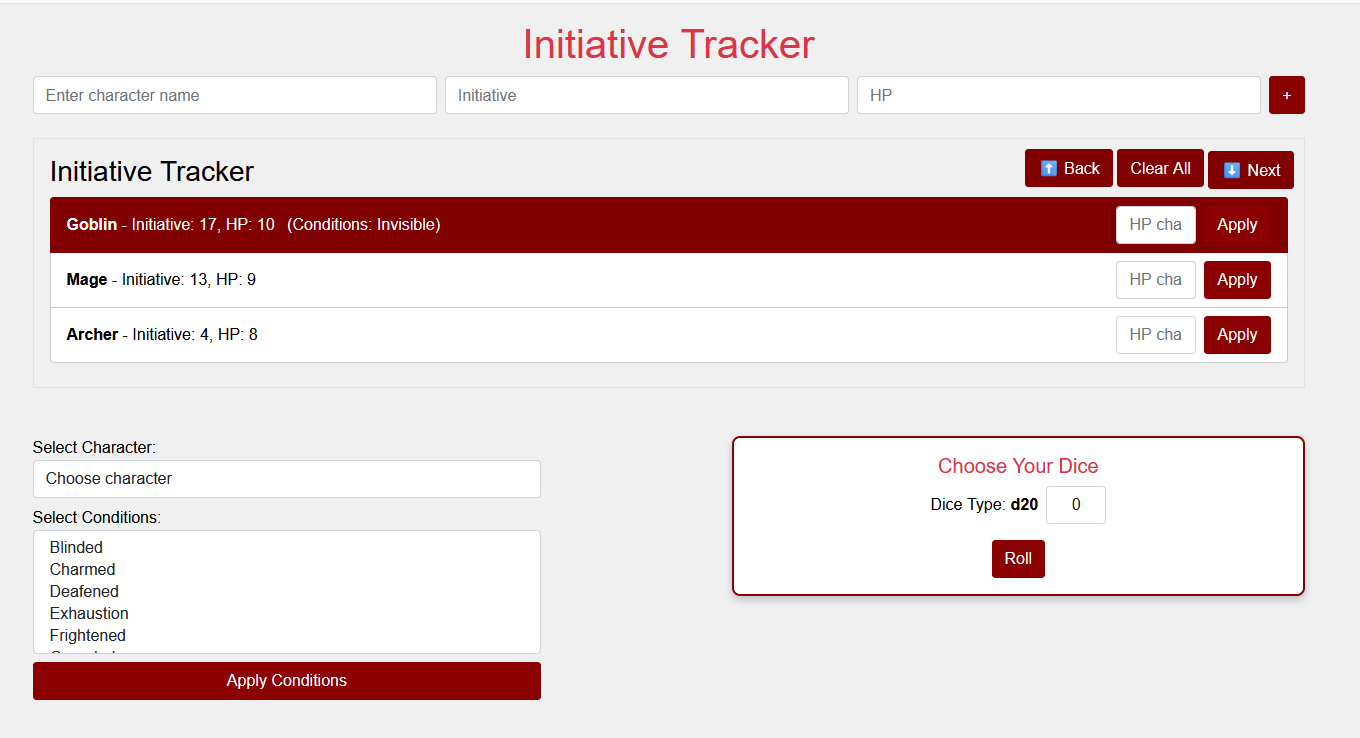 Initiative Tracker
Enter character name
Initiative
HP
+
Initiative Tracker
⬆️ Back
Clear All
⬇️ Next
Goblin - Initiative: 17, HP: 10 (Conditions: Invisible)
HP cha
Apply
Mage - Initiative: 13, HP: 9
HP cha
Apply
Archer - Initiative: 4, HP: 8
HP cha
Apply
Select Character:
Choose character
Select Conditions:
Blinded
Charmed
Deafened
Exhaustion
Frightened
Apply Conditions
Choose Your Dice
Dice Type: d20 0
Roll